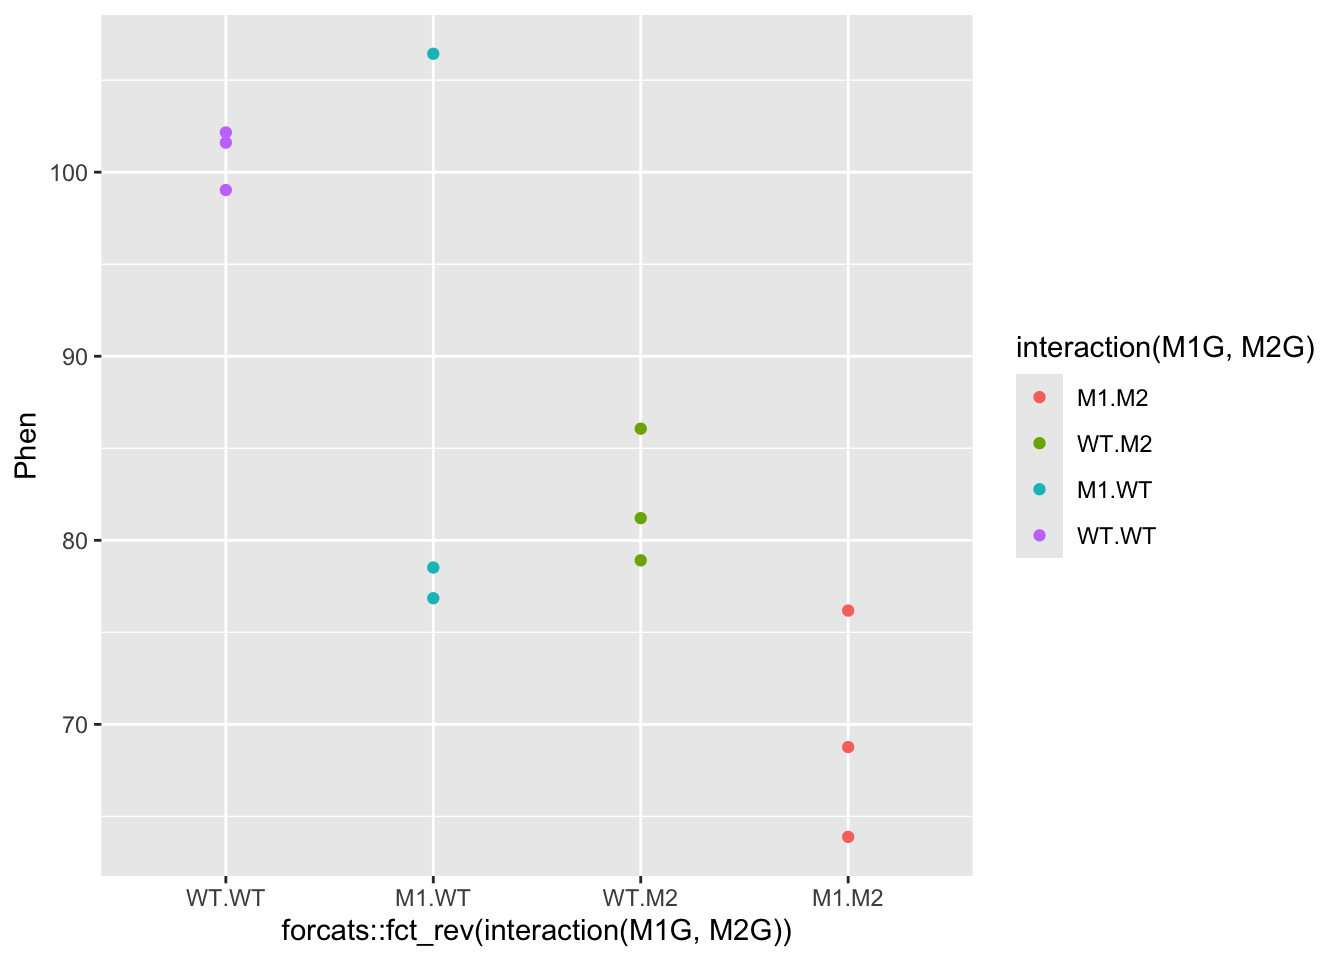 Phen
100
90
80
70
WT.WT M1.WT WT.M2 M1.M2
forcats::fct_rev(interaction(M1G, M2G))
interaction(M1G, M2G)
M1.M2
WT.M2
M1.WT
WT.WT